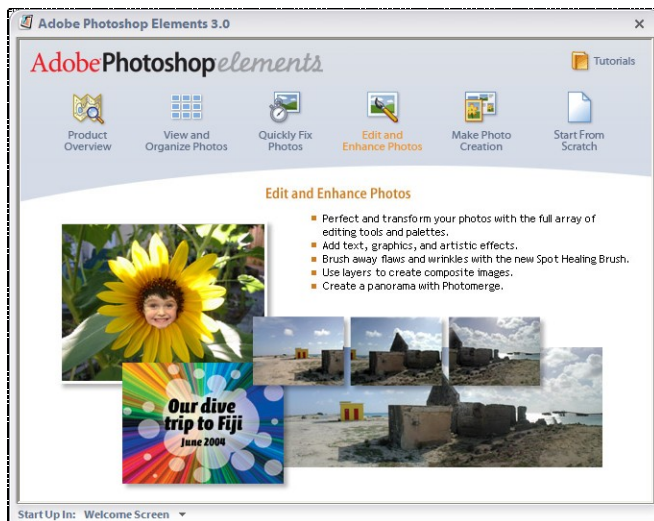 Adobe Photoshop Elements 3.0
Adobe Photoshop elements
Tutorials
Product Overview
View and Organize Photos
Quickly Fix Photos
Edit and Enhance Photos
Make Photo Creation
Start From Scratch
Edit and Enhance Photos
Perfect and transform your photos with the full array of
editing tools and palettes.
Add text, graphics, and artistic effects.
Brush away flaws and wrinkles with the new Spot Healing Brush.
Use layers to create composite images.
Create a panorama with Photomerge.
Our dive
trip to Fiji
June 2004
Start Up In: Welcome Screen